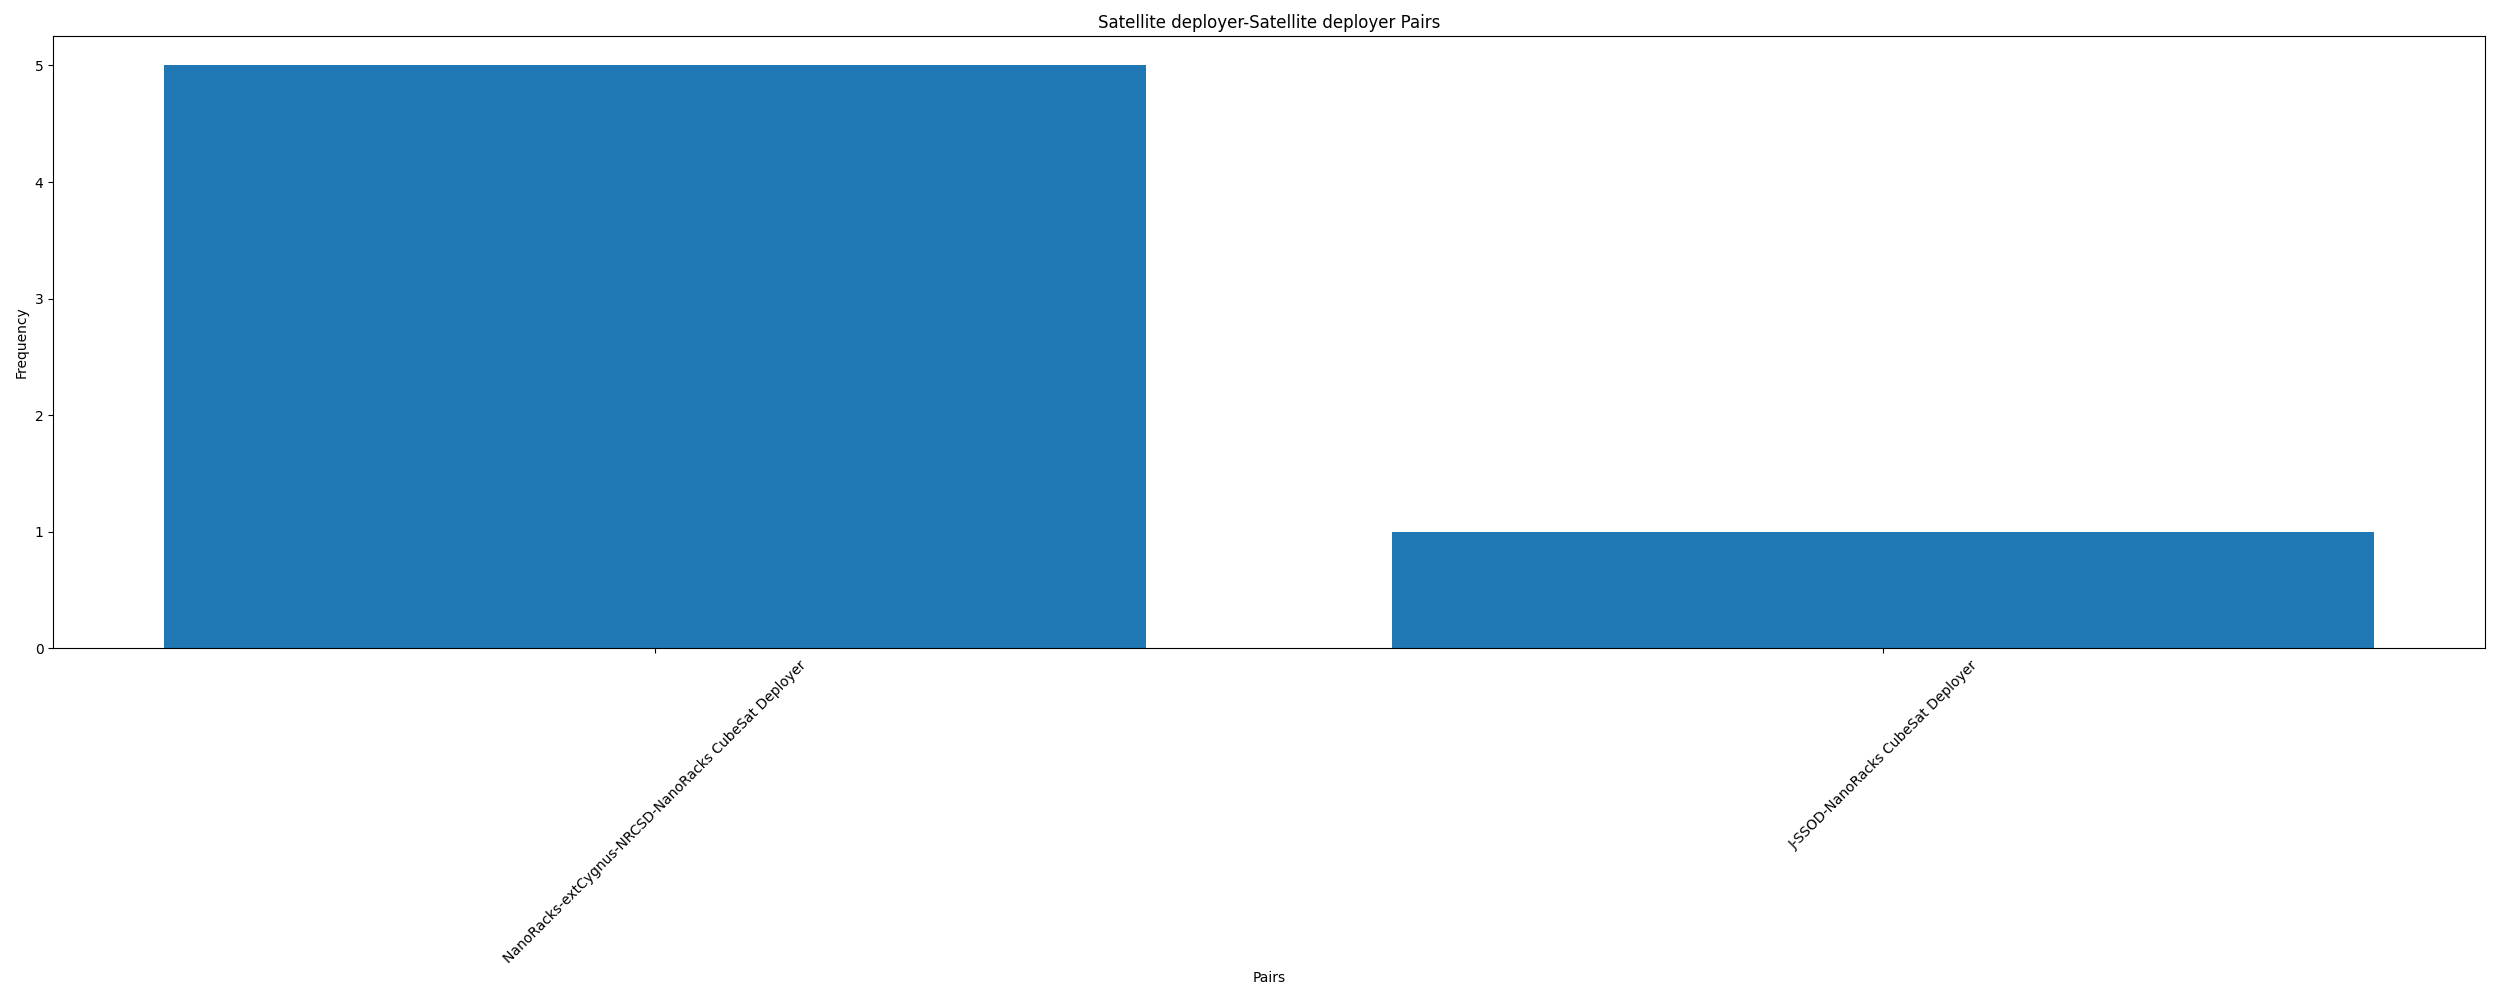 Satellite deployer-Satellite deployer Pairs
Frequency
5
4
3
2
1
0
NanoRacks-extCygnus-NRCSD-NanoRacks CubeSat Deployer
J-SSOD-NanoRacks CubeSat Deployer
Pairs